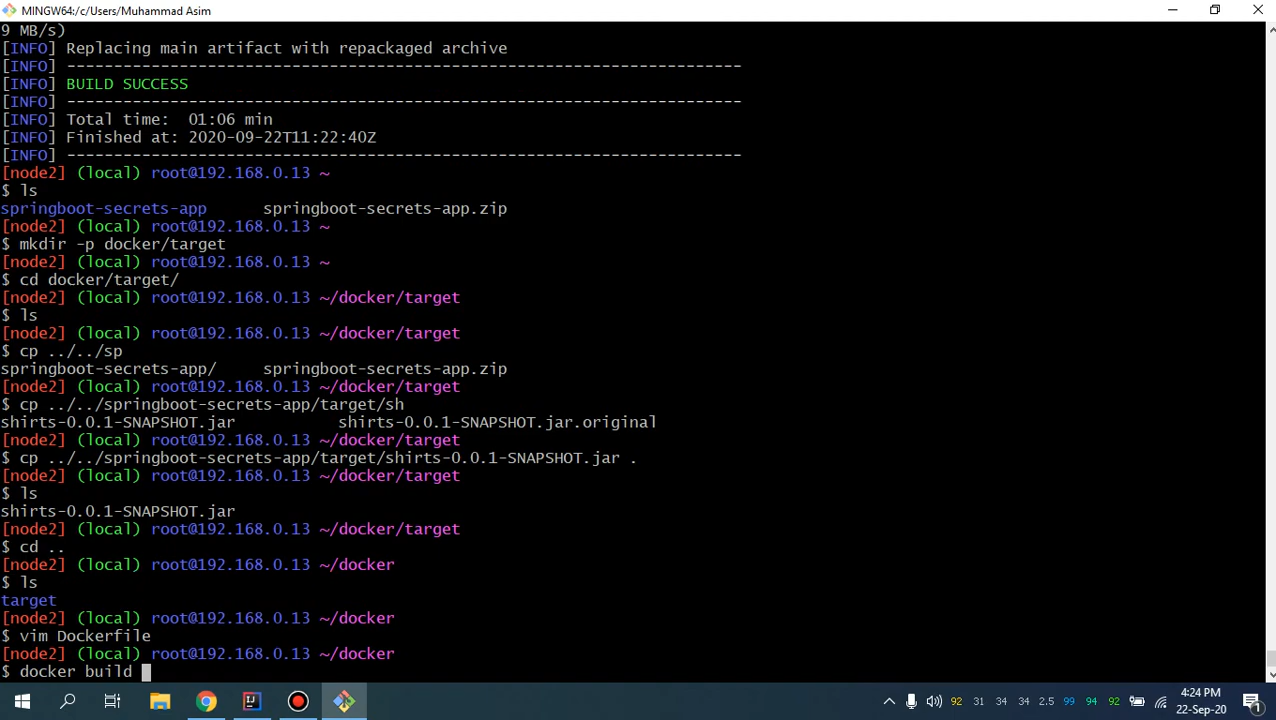 MINGW64:/c/Users/Muhammad Asim
9 MB/s)
[INFO] Replacing main artifact with repackaged archive
[INFO] ------------------------------------------------------------------------
[INFO] BUILD SUCCESS
[INFO] ------------------------------------------------------------------------
[INFO] Total time:  01:06 min
[INFO] Finished at: 2020-09-22T11:22:40Z
[INFO] ------------------------------------------------------------------------
[node2] (local) root@192.168.0.13 ~
$ ls
springboot-secrets-app      springboot-secrets-app.zip
[node2] (local) root@192.168.0.13 ~
$ mkdir -p docker/target
[node2] (local) root@192.168.0.13 ~
$ cd docker/target/
[node2] (local) root@192.168.0.13 ~/docker/target
$ ls
[node2] (local) root@192.168.0.13 ~/docker/target
$ cp ../../sp
springboot-secrets-app/     springboot-secrets-app.zip
[node2] (local) root@192.168.0.13 ~/docker/target
$ cp ../../springboot-secrets-app/target/sh
shirts-0.0.1-SNAPSHOT.jar           shirts-0.0.1-SNAPSHOT.jar.original
[node2] (local) root@192.168.0.13 ~/docker/target
$ cp ../../springboot-secrets-app/target/shirts-0.0.1-SNAPSHOT.jar .
[node2] (local) root@192.168.0.13 ~/docker/target
$ ls
shirts-0.0.1-SNAPSHOT.jar
[node2] (local) root@192.168.0.13 ~/docker/target
$ cd ..
[node2] (local) root@192.168.0.13 ~/docker
$ ls
target
[node2] (local) root@192.168.0.13 ~/docker
$ vim Dockerfile
[node2] (local) root@192.168.0.13 ~/docker
$ docker build
92 31 34 34 2.5 99 94 92
4:24 PM
22-Sep-20
1